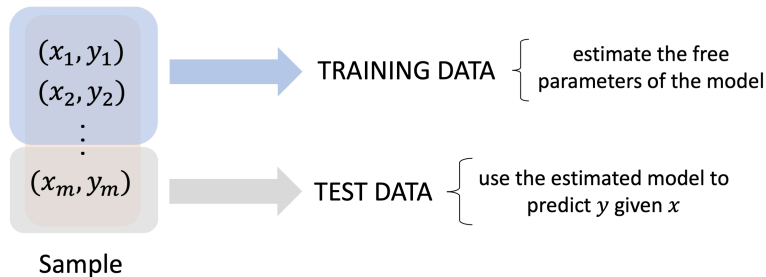 (x₁, y₁)
(x₂, y₂)
⋮
(xₘ, yₘ)
Sample
TRAINING DATA
estimate the free
parameters of the model
TEST DATA
use the estimated model to
predict y given x